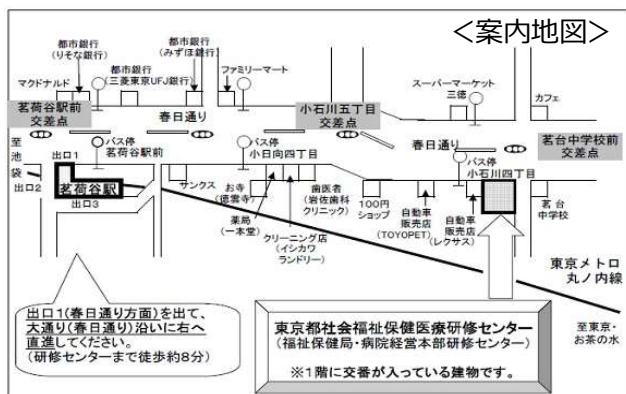 ＜案内地図＞
都市銀行
(りそな銀行)
都市銀行
(みずほ銀行)
マクドナルド
都市銀行
(三菱東京UFJ銀行)
ファミリーマート
スーパーマーケット
三徳
カフェ
茗荷谷駅前
交差点
春日通り
小石川五丁目
交差点
春日通り
茗台中学校前
交差点
至
池
袋
出口1
バス停
茗荷谷駅前
バス停
小日向四丁目
バス停
小石川四丁目
出口2
茗荷谷駅
出口3
サンクス
お寺
(徳雲寺)
薬局
(一本堂)
クリーニング店
(イシカワ
ランドリー)
歯医者
(岩佐歯科
クリニック)
100円
ショップ
自動車
販売店
(TOYOPET)
自動車
販売店
(レクサス)
茗台
中学校
東京メトロ
丸ノ内線
至東京・
お茶の水
出口1(春日通り方面)を出て、
大通り(春日通り)沿いに右へ
直進してください。
(研修センターまで徒歩約8分)
東京都社会福祉保健医療研修センター
(福祉保健局・病院経営本部研修センター)
※1階に交番が入っている建物です。